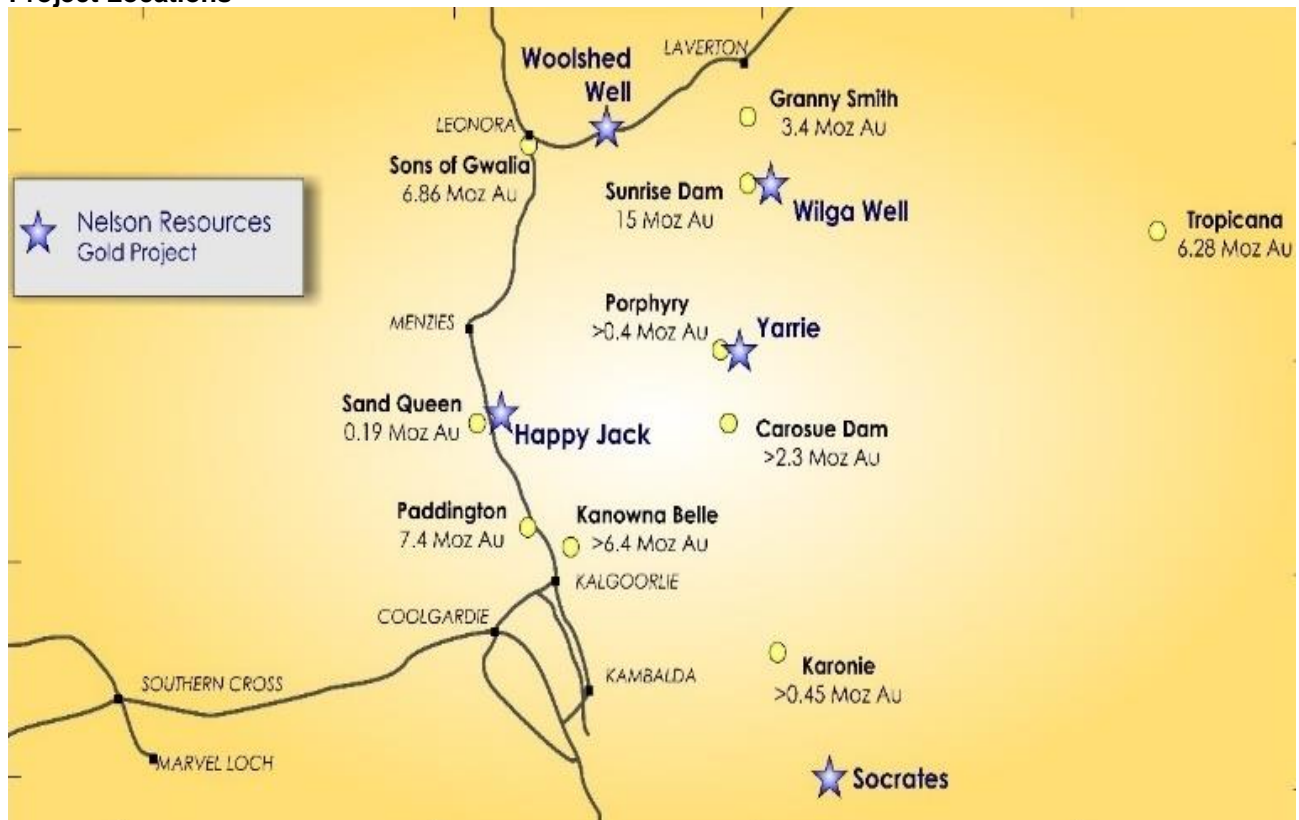 Project Locations
LAVERTON
Woolshed
Well
Granny Smith
3.4 Moz Au
LEONORA
Sons of Gwalia
6.86 Moz Au
Sunrise Dam
15 Moz Au
Wilga Well
Tropicana
6.28 Moz Au
Nelson Resources
Gold Project
Porphyry
>0.4 Moz Au
Yarrie
MENZIES
Sand Queen
0.19 Moz Au
Happy Jack
Carosue Dam
>2.3 Moz Au
Paddington
7.4 Moz Au
Kanowna Belle
>6.4 Moz Au
KALGOORLIE
COOLGARDIE
KAMBALDA
Karonie
>0.45 Moz Au
SOUTHERN CROSS
MARVEL LOCH
Socrates